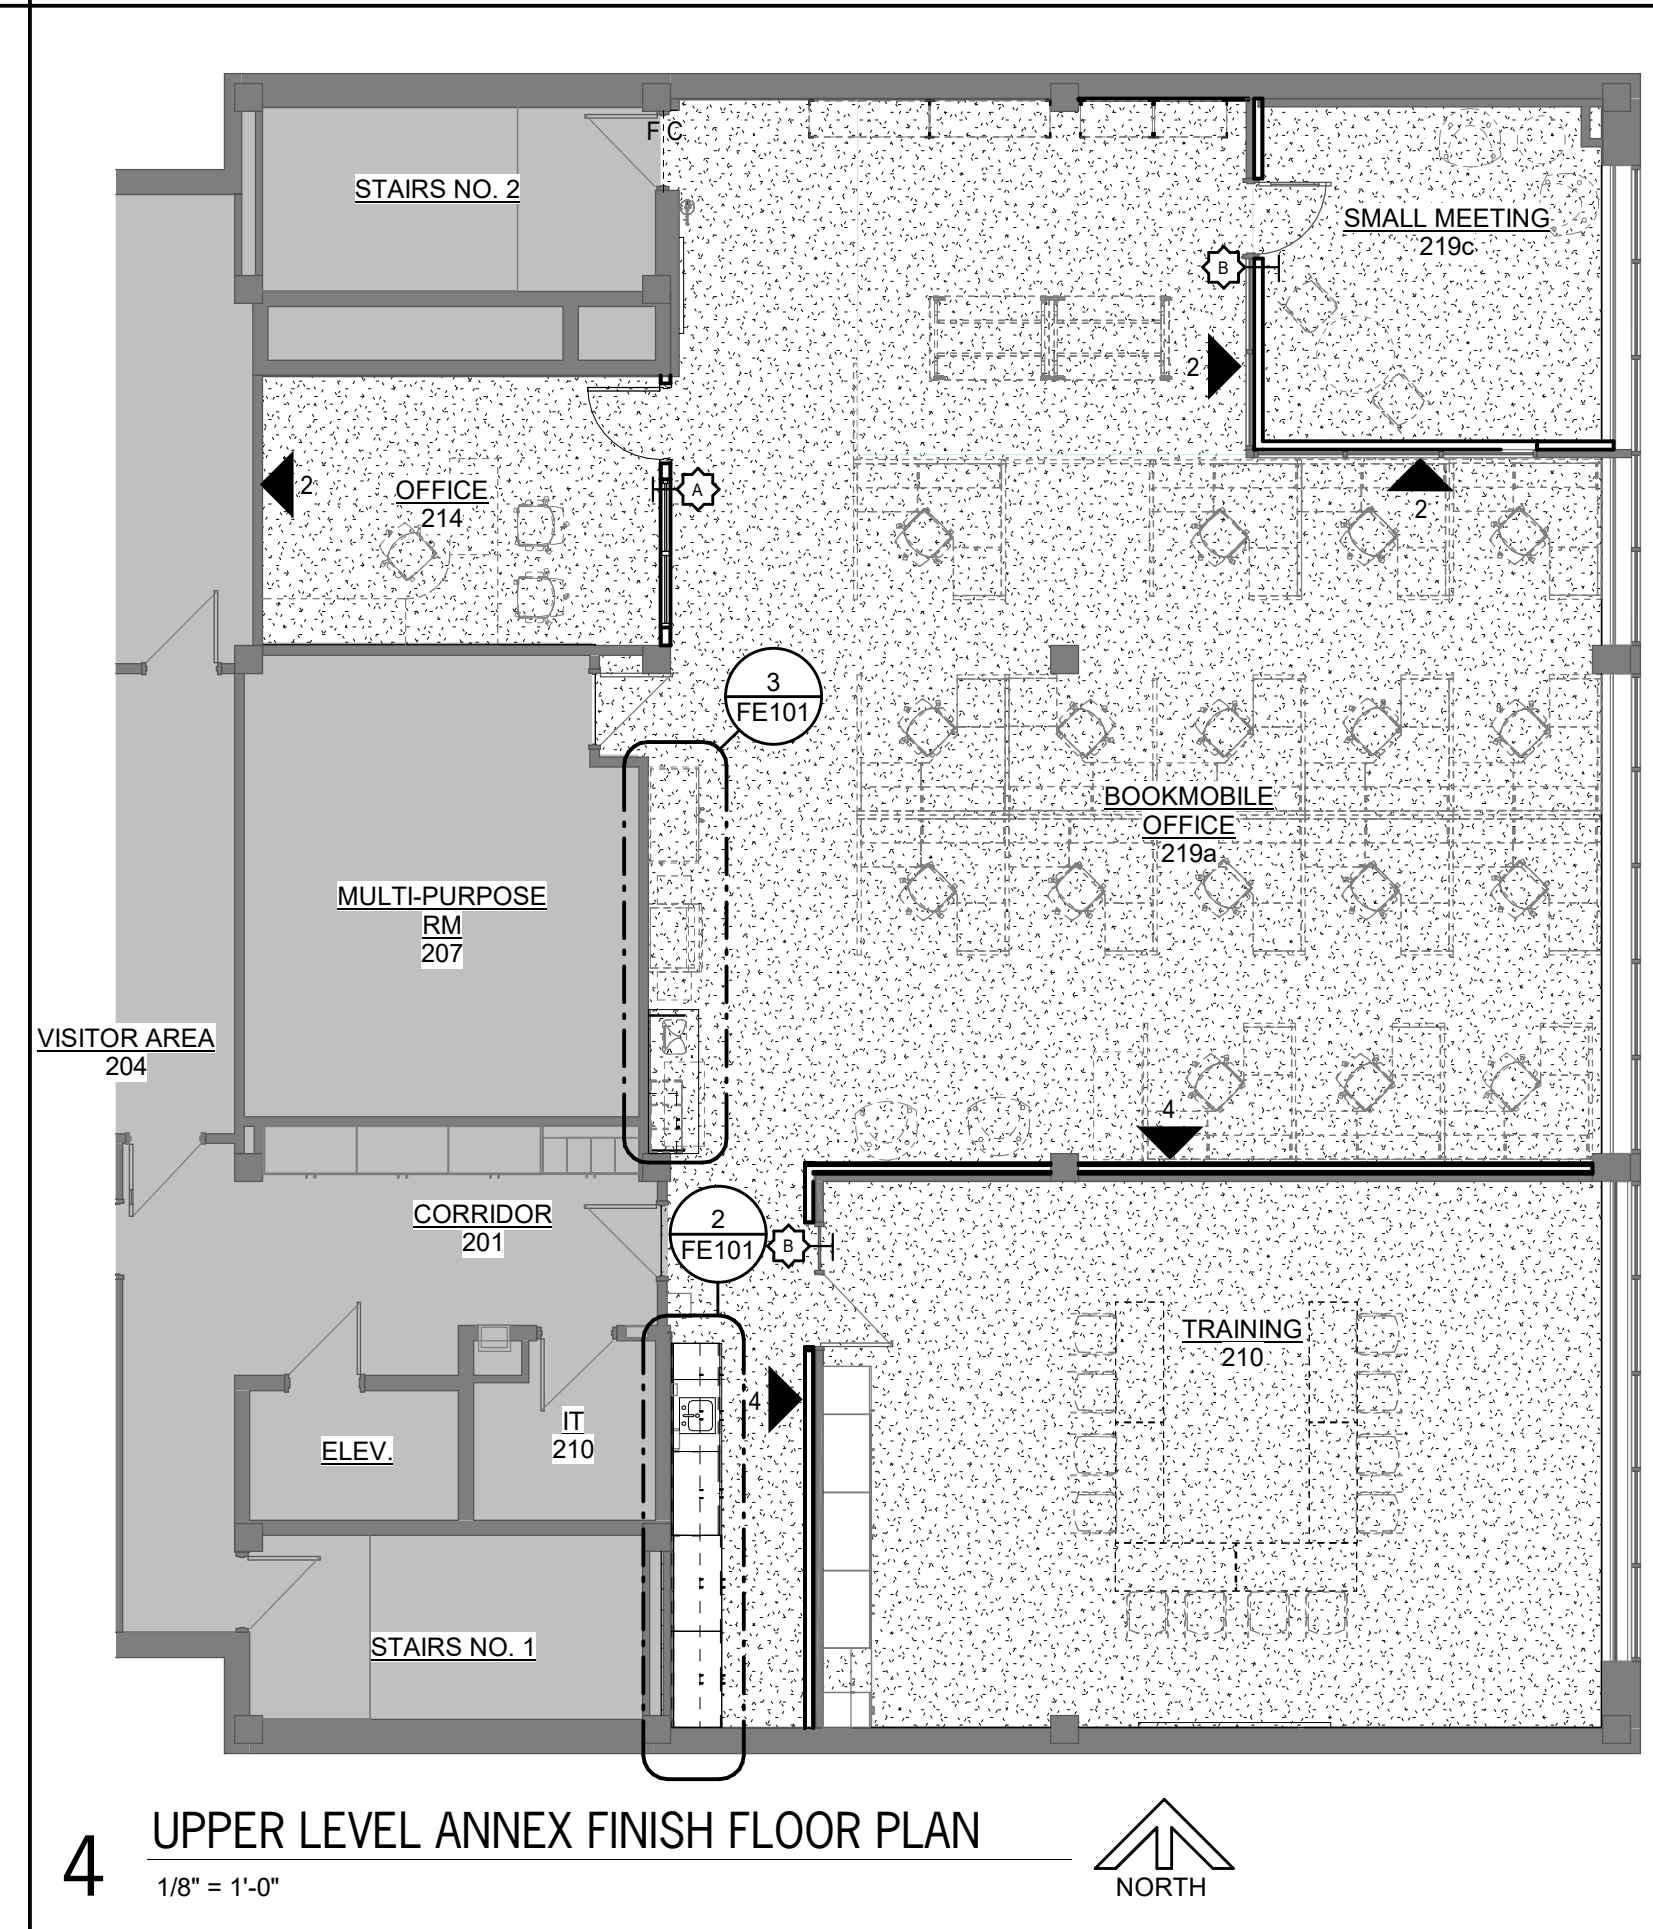 F C
STAIRS NO. 2
SMALL MEETING
219c
B
2
2
OFFICE
214
A
2
3
FE101
BOOKMOBILE
OFFICE
219a
MULTI-PURPOSE
RM
207
VISITOR AREA
204
4
CORRIDOR
201
2
FE101
B
TRAINING
210
4
IT
210
ELEV.
STAIRS NO. 1
4
UPPER LEVEL ANNEX FINISH FLOOR PLAN
1/8" = 1'-0"
NORTH